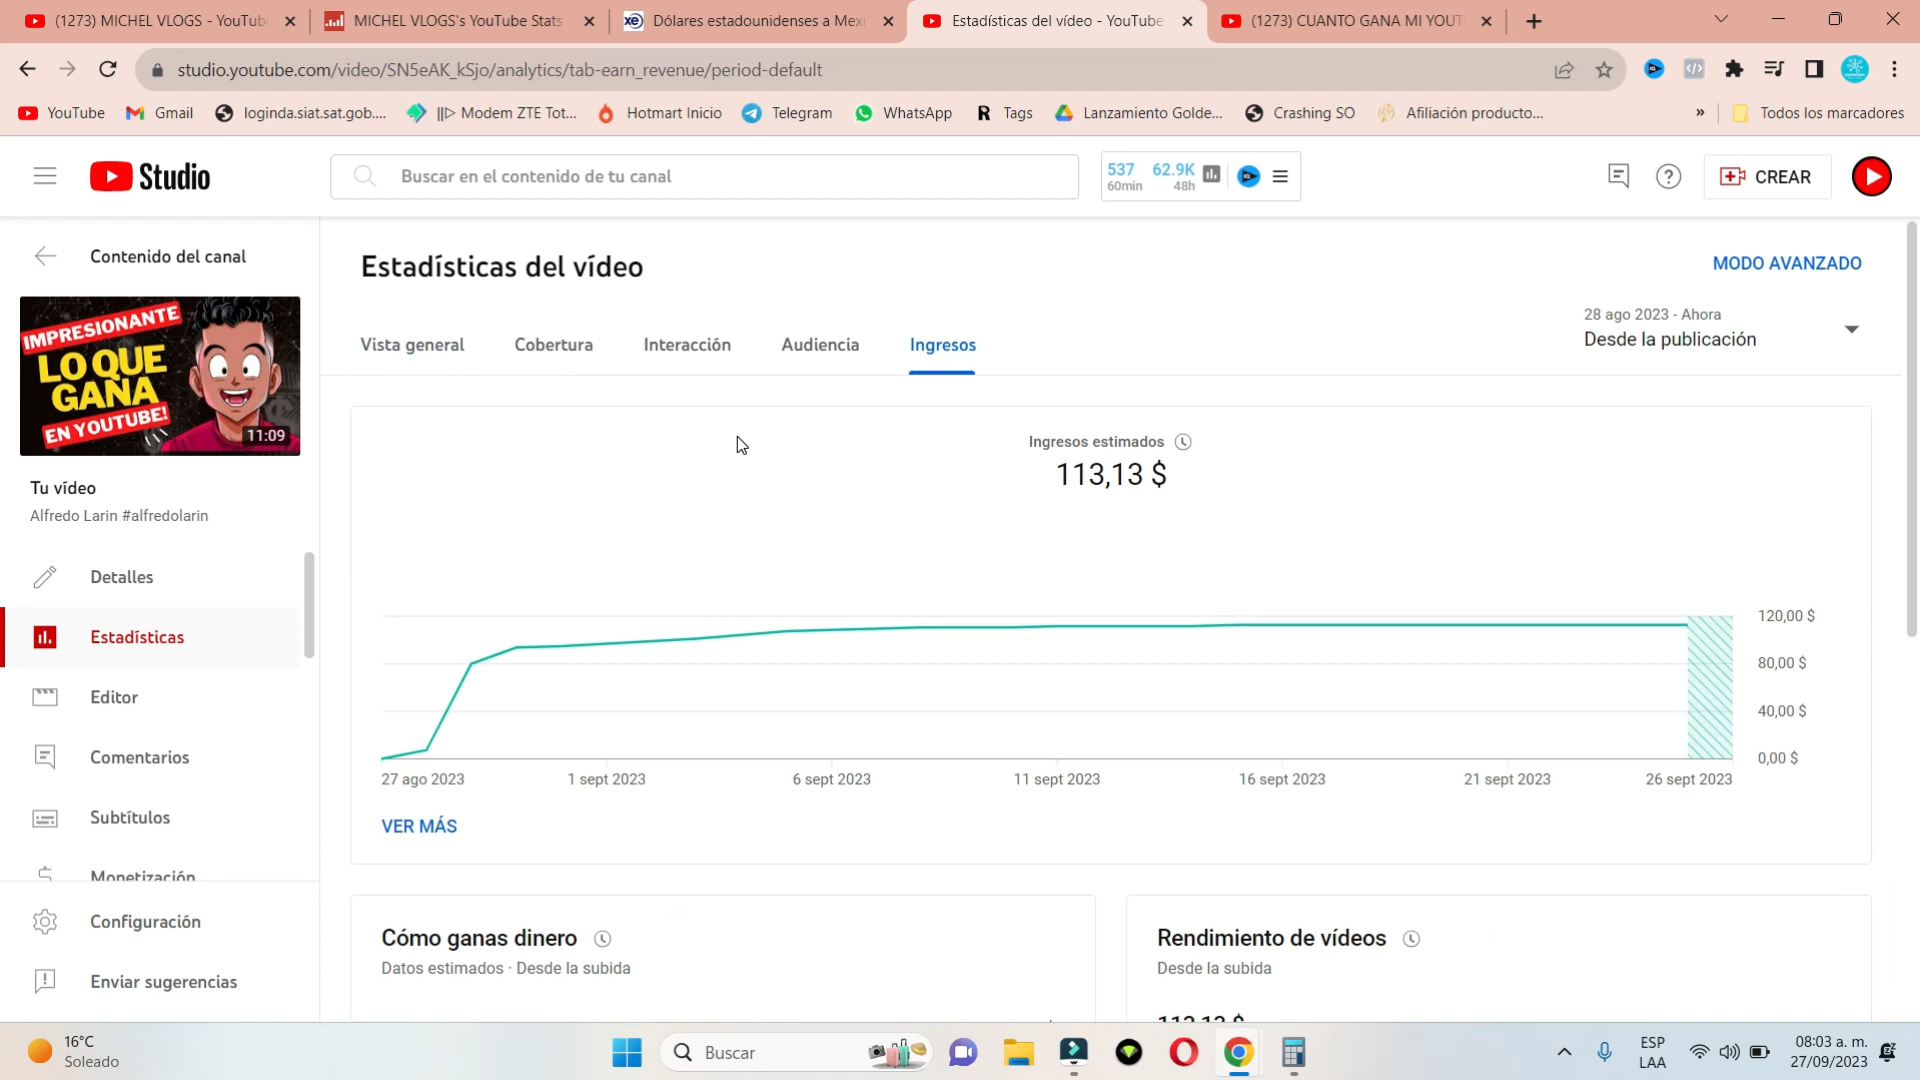 (1273) MICHEL VLOGS - YouTub
MICHEL VLOGS's YouTube Stats
xe Dólares estadounidenses a Mexi
Estadísticas del vídeo - YouTube
(1273) CUANTO GANA MI YOUT
studio.youtube.com/video/SN5eAK_kSjo/analytics/tab-earn_revenue/period-default
YouTube
Gmail
loginda.siat.sat.gob....
||▷ Modem ZTE Tot...
Hotmart Inicio
Telegram
WhatsApp
R Tags
Lanzamiento Golde...
Crashing SO
Afiliación producto...
»
Todos los marcadores
Studio
Buscar en el contenido de tu canal
537 62.9K
60min 48h
CREAR
Contenido del canal
IMPRESIONANTE
LO QUE
GANA
EN YOUTUBE!
11:09
Tu vídeo
Alfredo Larin #alfredolarin
Detalles
Estadísticas
Editor
Comentarios
Subtítulos
Monetización
Configuración
Enviar sugerencias
Estadísticas del vídeo
MODO AVANZADO
28 ago 2023 - Ahora
Desde la publicación
Vista general
Cobertura
Interacción
Audiencia
Ingresos
Ingresos estimados
113,13 $
120,00 $
80,00 $
40,00 $
0,00 $
27 ago 2023
1 sept 2023
6 sept 2023
11 sept 2023
16 sept 2023
21 sept 2023
26 sept 2023
VER MÁS
Cómo ganas dinero
Datos estimados · Desde la subida
Rendimiento de vídeos
Desde la subida
113,13 $
16°C
Soleado
Buscar
ESP
LAA
08:03 a. m.
27/09/2023